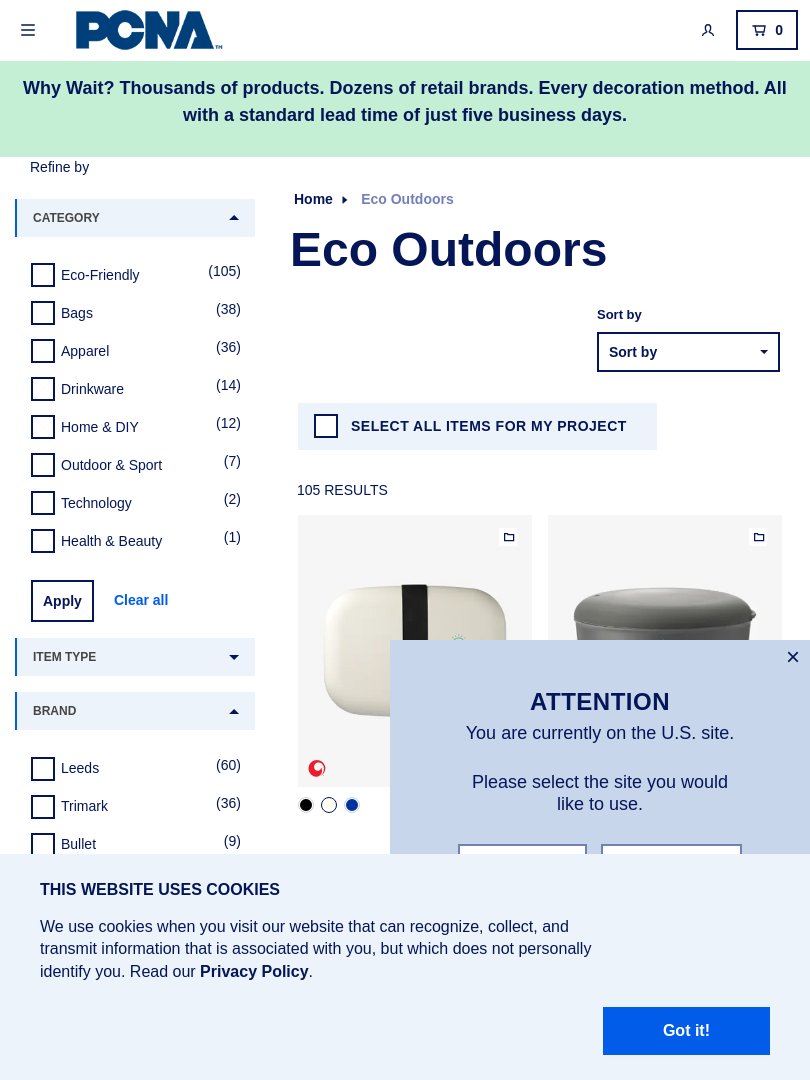 PCNA
0
Why Wait? Thousands of products. Dozens of retail brands. Every decoration method. All
with a standard lead time of just five business days.
Refine by
CATEGORY
Eco-Friendly (105)
Bags (38)
Apparel (36)
Drinkware (14)
Home & DIY (12)
Outdoor & Sport (7)
Technology (2)
Health & Beauty (1)
Apply Clear all
ITEM TYPE
BRAND
Leeds (60)
Trimark (36)
Bullet (9)
Home Eco Outdoors
Eco Outdoors
Sort by
Sort by
SELECT ALL ITEMS FOR MY PROJECT
105 RESULTS
ATTENTION
You are currently on the U.S. site.
Please select the site you would
like to use.
THIS WEBSITE USES COOKIES
We use cookies when you visit our website that can recognize, collect, and
transmit information that is associated with you, but which does not personally
identify you. Read our Privacy Policy.
Got it!